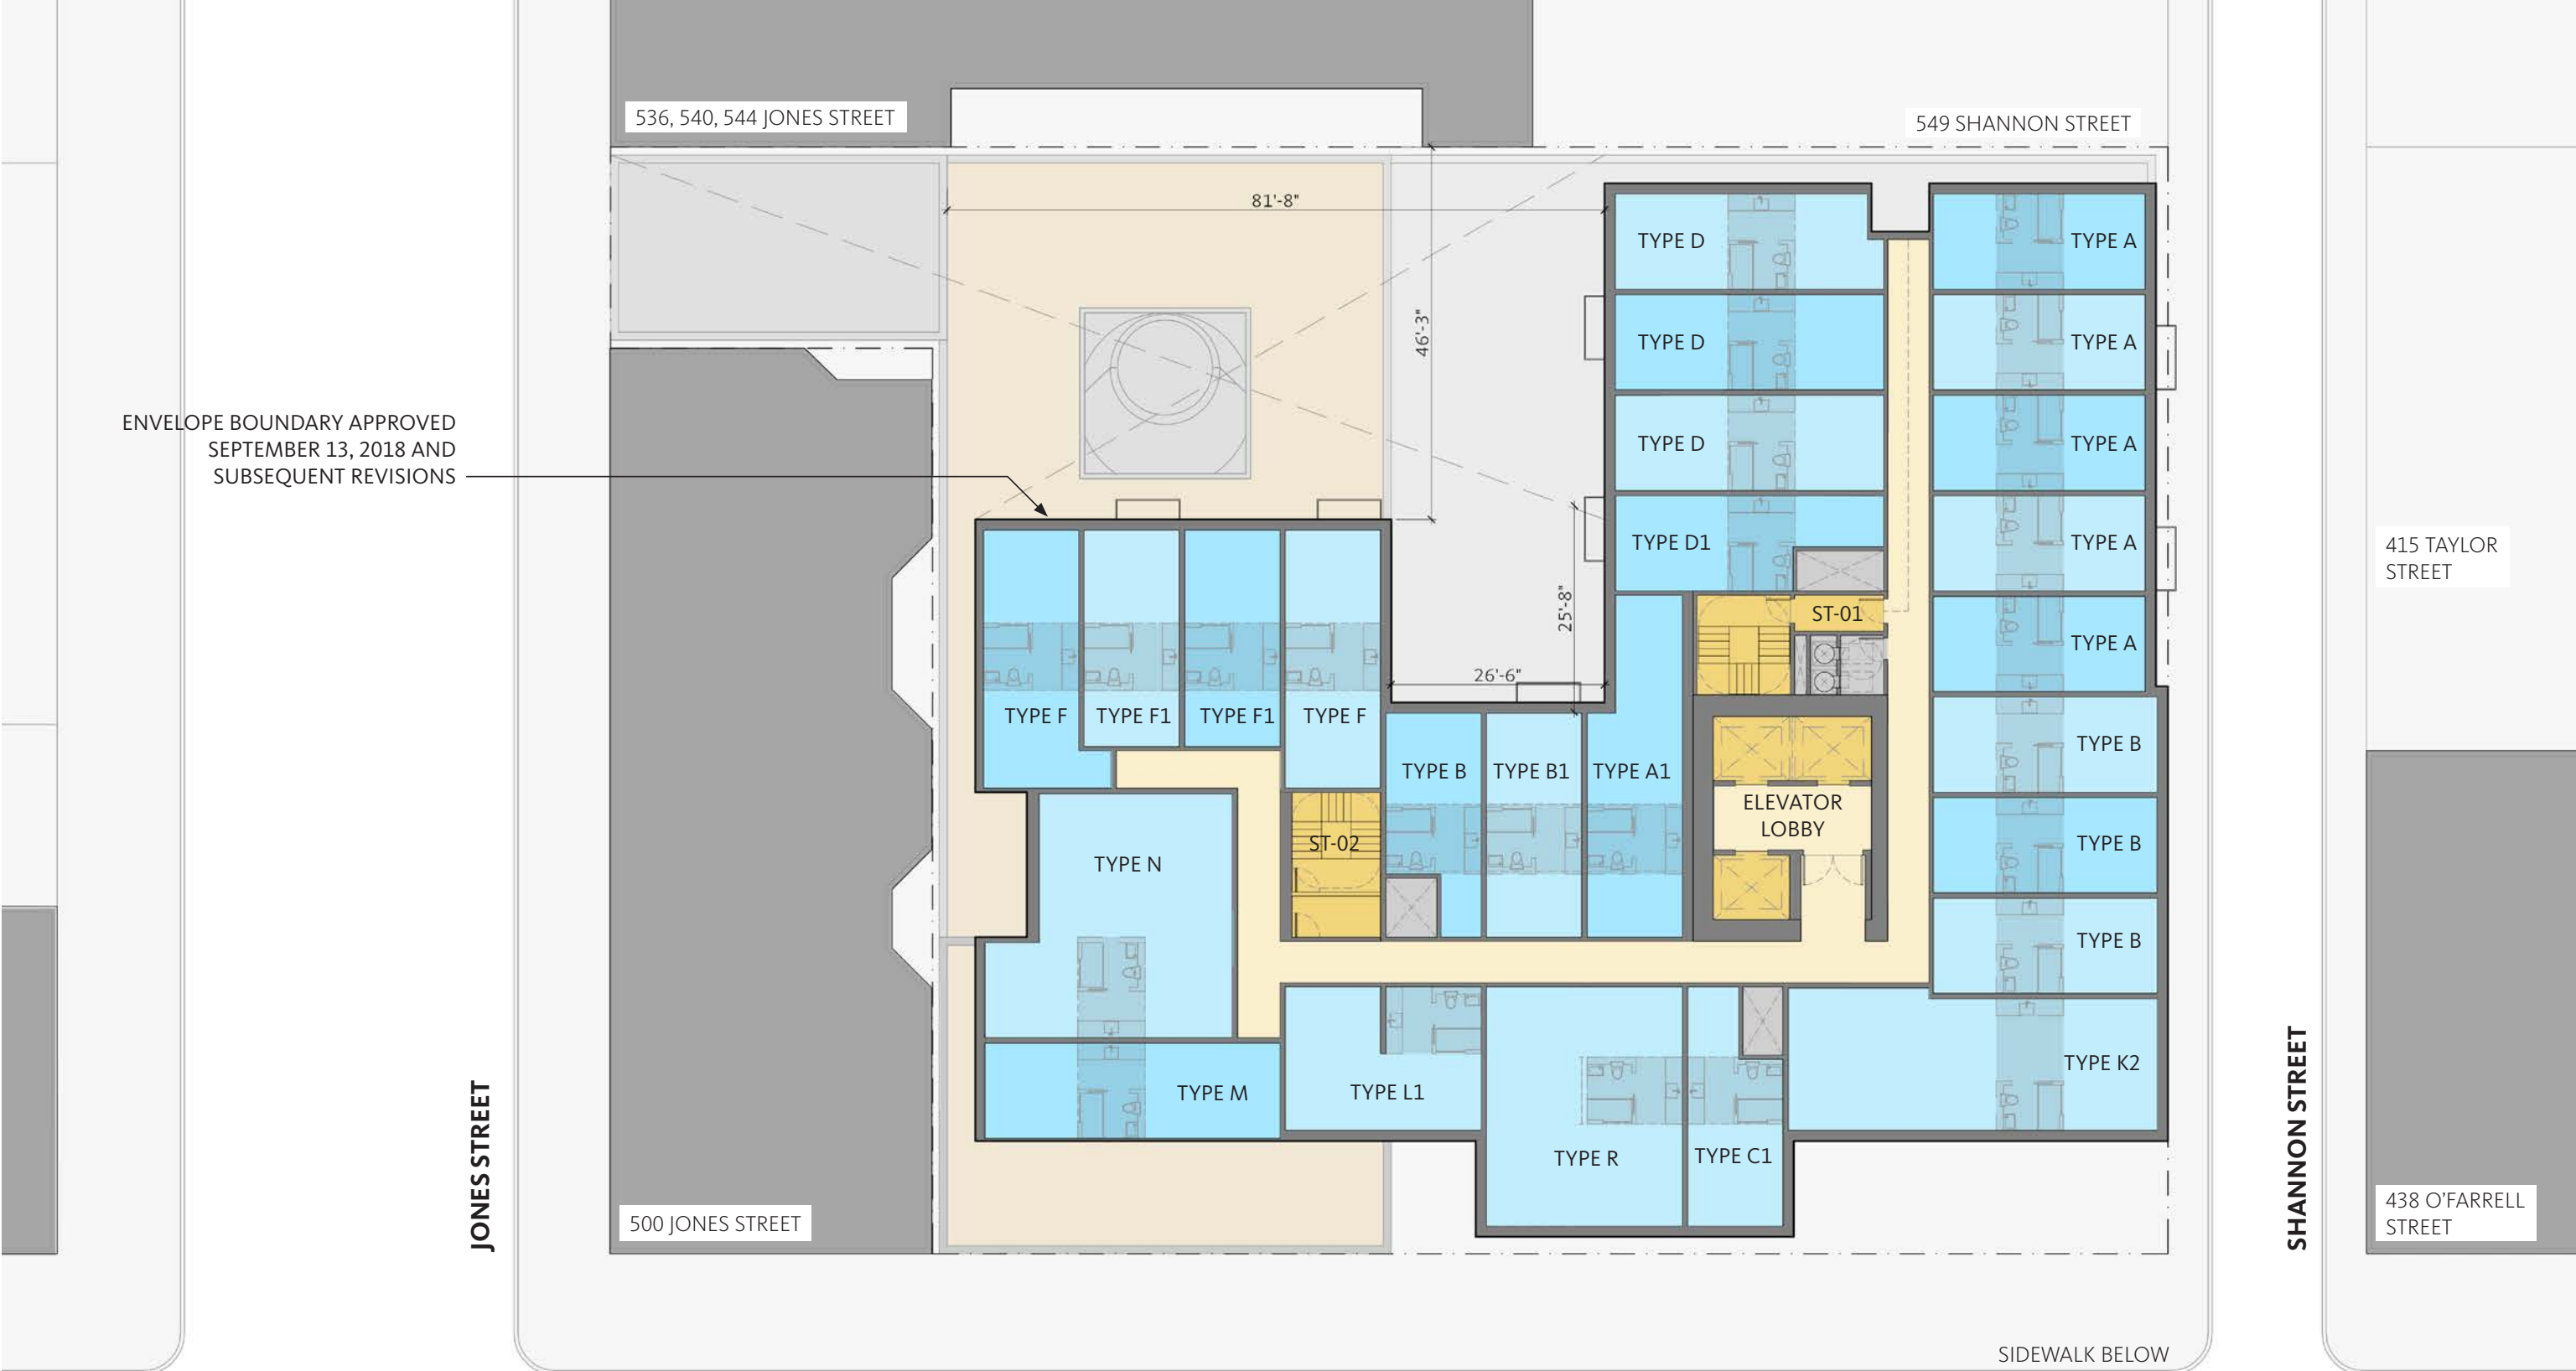 536, 540, 544 JONES STREET
549 SHANNON STREET
81'-8"
46'-3"
TYPE D
TYPE A
TYPE D
TYPE A
ENVELOPE BOUNDARY APPROVED
SEPTEMBER 13, 2018 AND
SUBSEQUENT REVISIONS
TYPE D
TYPE A
TYPE D1
TYPE A
415 TAYLOR
STREET
25'-8"
ST-01
TYPE A
26'-6"
TYPE F
TYPE F1
TYPE F1
TYPE F
TYPE B
TYPE B
TYPE B1
TYPE A1
ELEVATOR
LOBBY
ST-02
TYPE B
TYPE N
TYPE B
TYPE K2
TYPE M
TYPE L1
TYPE R
TYPE C1
JONES STREET
SHANNON STREET
500 JONES STREET
438 O'FARRELL
STREET
SIDEWALK BELOW